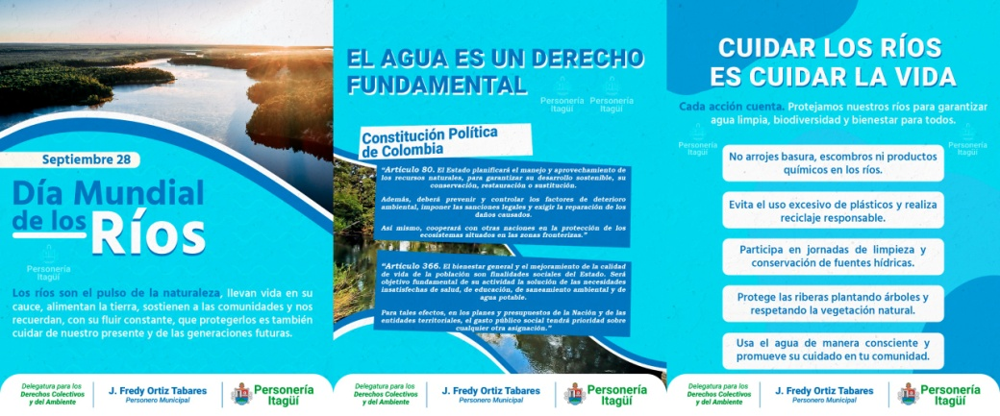 Septiembre 28
Día Mundial
de los
Ríos
Personería
Itagüí
Los ríos son el pulso de la naturaleza, llevan vida en su
cauce, alimentan la tierra, sostienen a las comunidades y nos
recuerdan, con su fluir constante, que protegerlos es también
cuidar de nuestro presente y de las generaciones futuras.
Delegatura para los
Derechos Colectivos
y del Ambiente
J. Fredy Ortiz Tabares
Personero Municipal
Personería
Itagüí
EL AGUA ES UN DERECHO
FUNDAMENTAL
Personería
Itagüí
Personería
Itagüí
Constitución Política
de Colombia
“Artículo 80. El Estado planificará el manejo y aprovechamiento de
los recursos naturales, para garantizar su desarrollo sostenible, su
conservación, restauración o sustitución.
Además, deberá prevenir y controlar los factores de deterioro
ambiental, imponer las sanciones legales y exigir la reparación de los
daños causados.
Así mismo, cooperará con otras naciones en la protección de los
ecosistemas situados en las zonas fronterizas.”
“Artículo 366. El bienestar general y el mejoramiento de la calidad
de vida de la población son finalidades sociales del Estado. Será
objetivo fundamental de su actividad la solución de las necesidades
insatisfechas de salud, de educación, de saneamiento ambiental y de
agua potable.
Para tales efectos, en los planes y presupuestos de la Nación y de las
entidades territoriales, el gasto público social tendrá prioridad sobre
cualquier otra asignación.”
Delegatura para los
Derechos Colectivos
y del Ambiente
J. Fredy Ortiz Tabares
Personero Municipal
Personería
Itagüí
CUIDAR LOS RÍOS
ES CUIDAR LA VIDA
Cada acción cuenta. Protejamos nuestros ríos para garantizar
agua limpia, biodiversidad y bienestar para todos.
Personería
Itagüí
Personería
Itagüí
No arrojes basura, escombros ni productos
químicos en los ríos.
Evita el uso excesivo de plásticos y realiza
reciclaje responsable.
Participa en jornadas de limpieza y
conservación de fuentes hídricas.
Protege las riberas plantando árboles y
respetando la vegetación natural.
Usa el agua de manera consciente y
promueve su cuidado en tu comunidad.
Delegatura para los
Derechos Colectivos
y del Ambiente
J. Fredy Ortiz Tabares
Personero Municipal
Personería
Itagüí